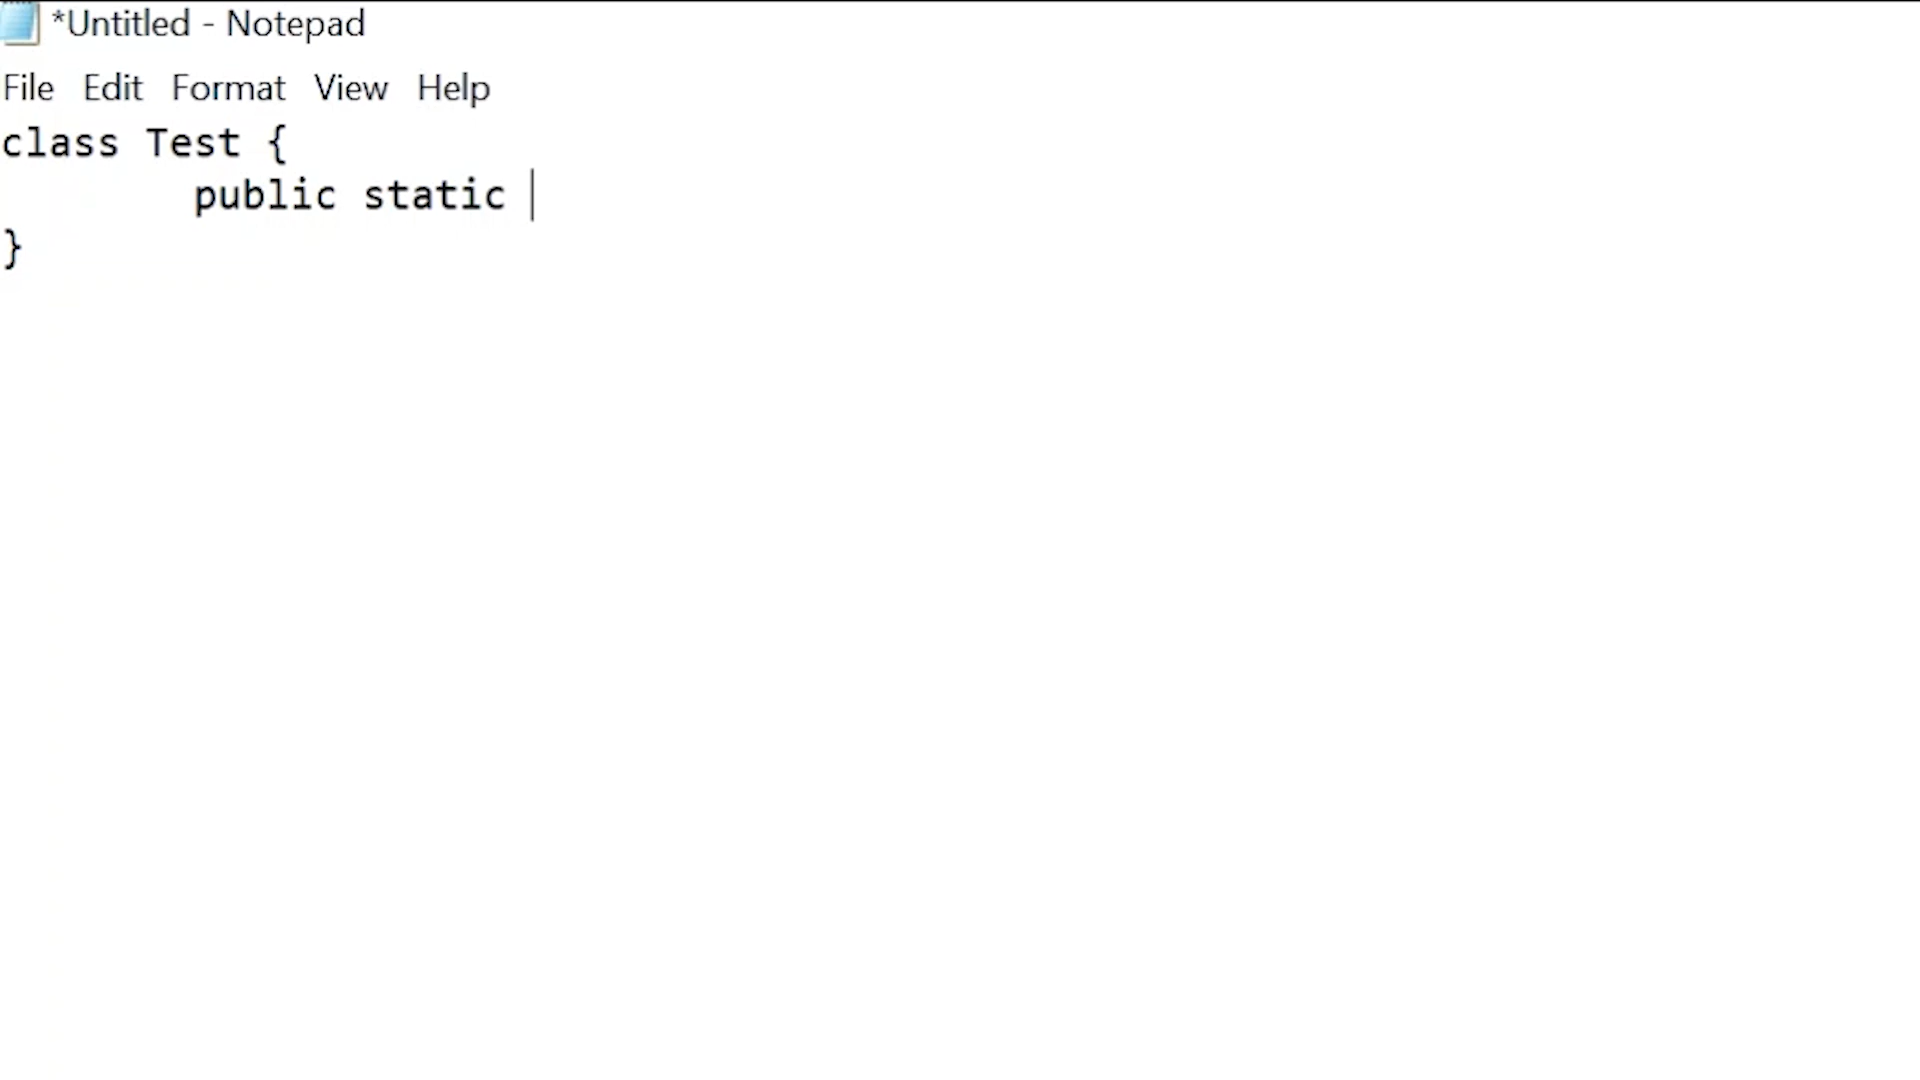 *Untitled - Notepad
File Edit Format View Help
class Test {
        public static
}